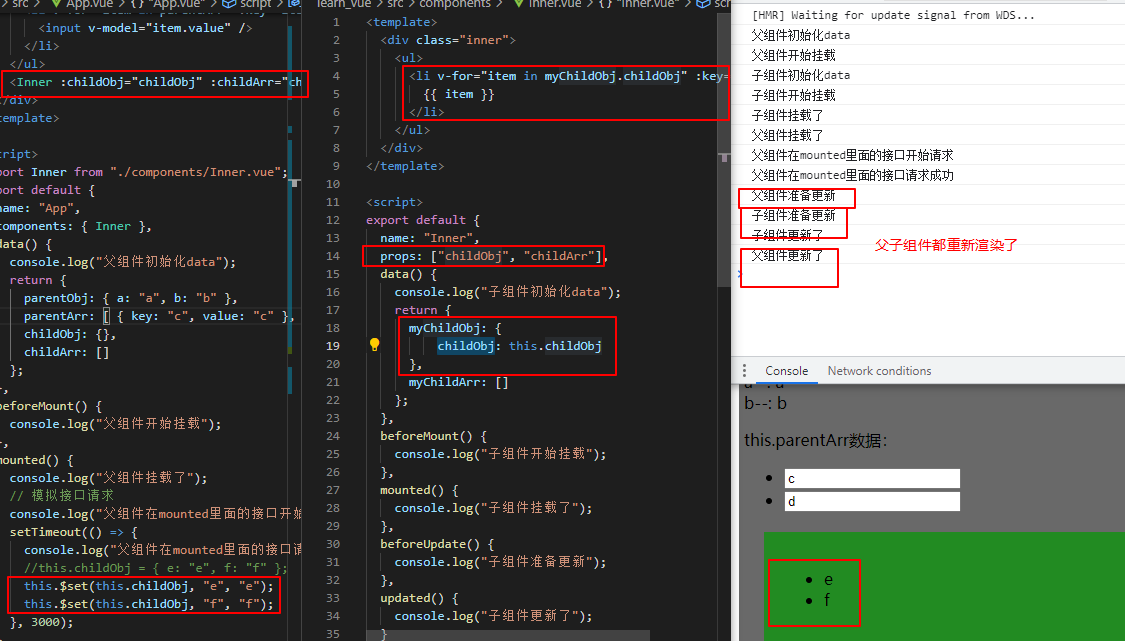 src > App.vue > {} "App.vue" > script >
<input v-model="item.value" />
</li>
</ul>
<Inner :childObj="childObj" :childArr="ch
/div>
template>
ript>
port Inner from "./components/Inner.vue";
port default {
name: "App",
components: { Inner },
data() {
console.log("父组件初始化data");
return {
parentObj: { a: "a", b: "b" },
parentArr: [ { key: "c", value: "c" },
childObj: {},
childArr: []
};
,
beforeMount() {
console.log("父组件开始挂载");
,
mounted() {
console.log("父组件挂载了");
// 模拟接口请求
console.log("父组件在mounted里面的接口开始
setTimeout(() => {
console.log("父组件在mounted里面的接口请
//this.childObj = { e: "e", f: "f" };
this.$set(this.childObj, "e", "e");
this.$set(this.childObj, "f", "f");
}, 3000);
learn_vue > src > components > Inner.vue > {} "Inner.vue" > scr
1 <template>
2 <div class="inner">
3 <ul>
4 <li v-for="item in myChildObj.childObj" :key=
5 {{ item }}
6 </li>
7 </ul>
8 </div>
9 </template>
10
11 <script>
12 export default {
13 name: "Inner",
14 props: ["childObj", "childArr"],
15 data() {
16 console.log("子组件初始化data");
17 return {
18 myChildObj: {
19 childObj: this.childObj
20 },
21 myChildArr: []
22 };
23 },
24 beforeMount() {
25 console.log("子组件开始挂载");
26 },
27 mounted() {
28 console.log("子组件挂载了");
29 },
30 beforeUpdate() {
31 console.log("子组件准备更新");
32 },
33 updated() {
34 console.log("子组件更新了");
35 }
[HMR] Waiting for update signal from WDS...
父组件初始化data
父组件开始挂载
子组件初始化data
子组件开始挂载
子组件挂载了
父组件挂载了
父组件在mounted里面的接口开始请求
父组件在mounted里面的接口请求成功
父组件准备更新
子组件准备更新
子组件更新了
父组件更新了
父子组件都重新渲染了
Console Network conditions
a--: a
b--: b
this.parentArr数据：
c
d
e
f